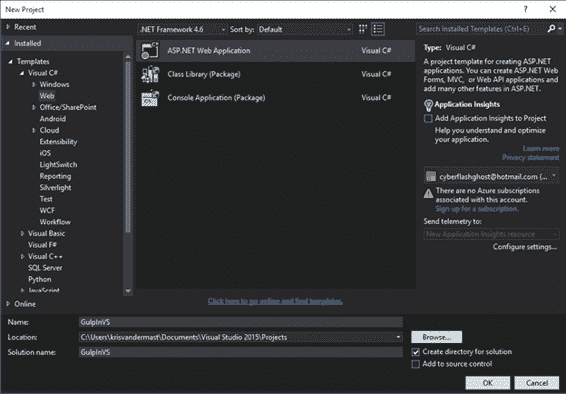 New Project
Recent
Installed
Templates
Visual C#
Windows
Web
Office/SharePoint
Android
Cloud
Extensibility
iOS
LightSwitch
Reporting
Silverlight
Test
WCF
Workflow
Visual Basic
Visual F#
Visual C++
SQL Server
Python
JavaScript
Online
.NET Framework 4.6
Sort by: Default
ASP.NET Web Application Visual C#
Class Library (Package) Visual C#
Console Application (Package) Visual C#
Click here to go online and find templates.
Search Installed Templates (Ctrl+E)
Type: Visual C#
A project template for creating ASP.NET
applications. You can create ASP.NET Web
Forms, MVC, or Web API applications and
add many other features in ASP.NET.
Application Insights
Add Application Insights to Project
Help you understand and optimize
your application.
Learn more
Privacy statement
cyberflashghost@hotmail.com (...
There are no Azure subscriptions
associated with this account.
Sign up for a subscription.
Send telemetry to:
New Application Insights resource
Configure settings...
Name: GulpInVS
Location: C:\Users\krisvandermast\Documents\Visual Studio 2015\Projects
Browse...
Solution name: GulpInVS
Create directory for solution
Add to source control
OK
Cancel